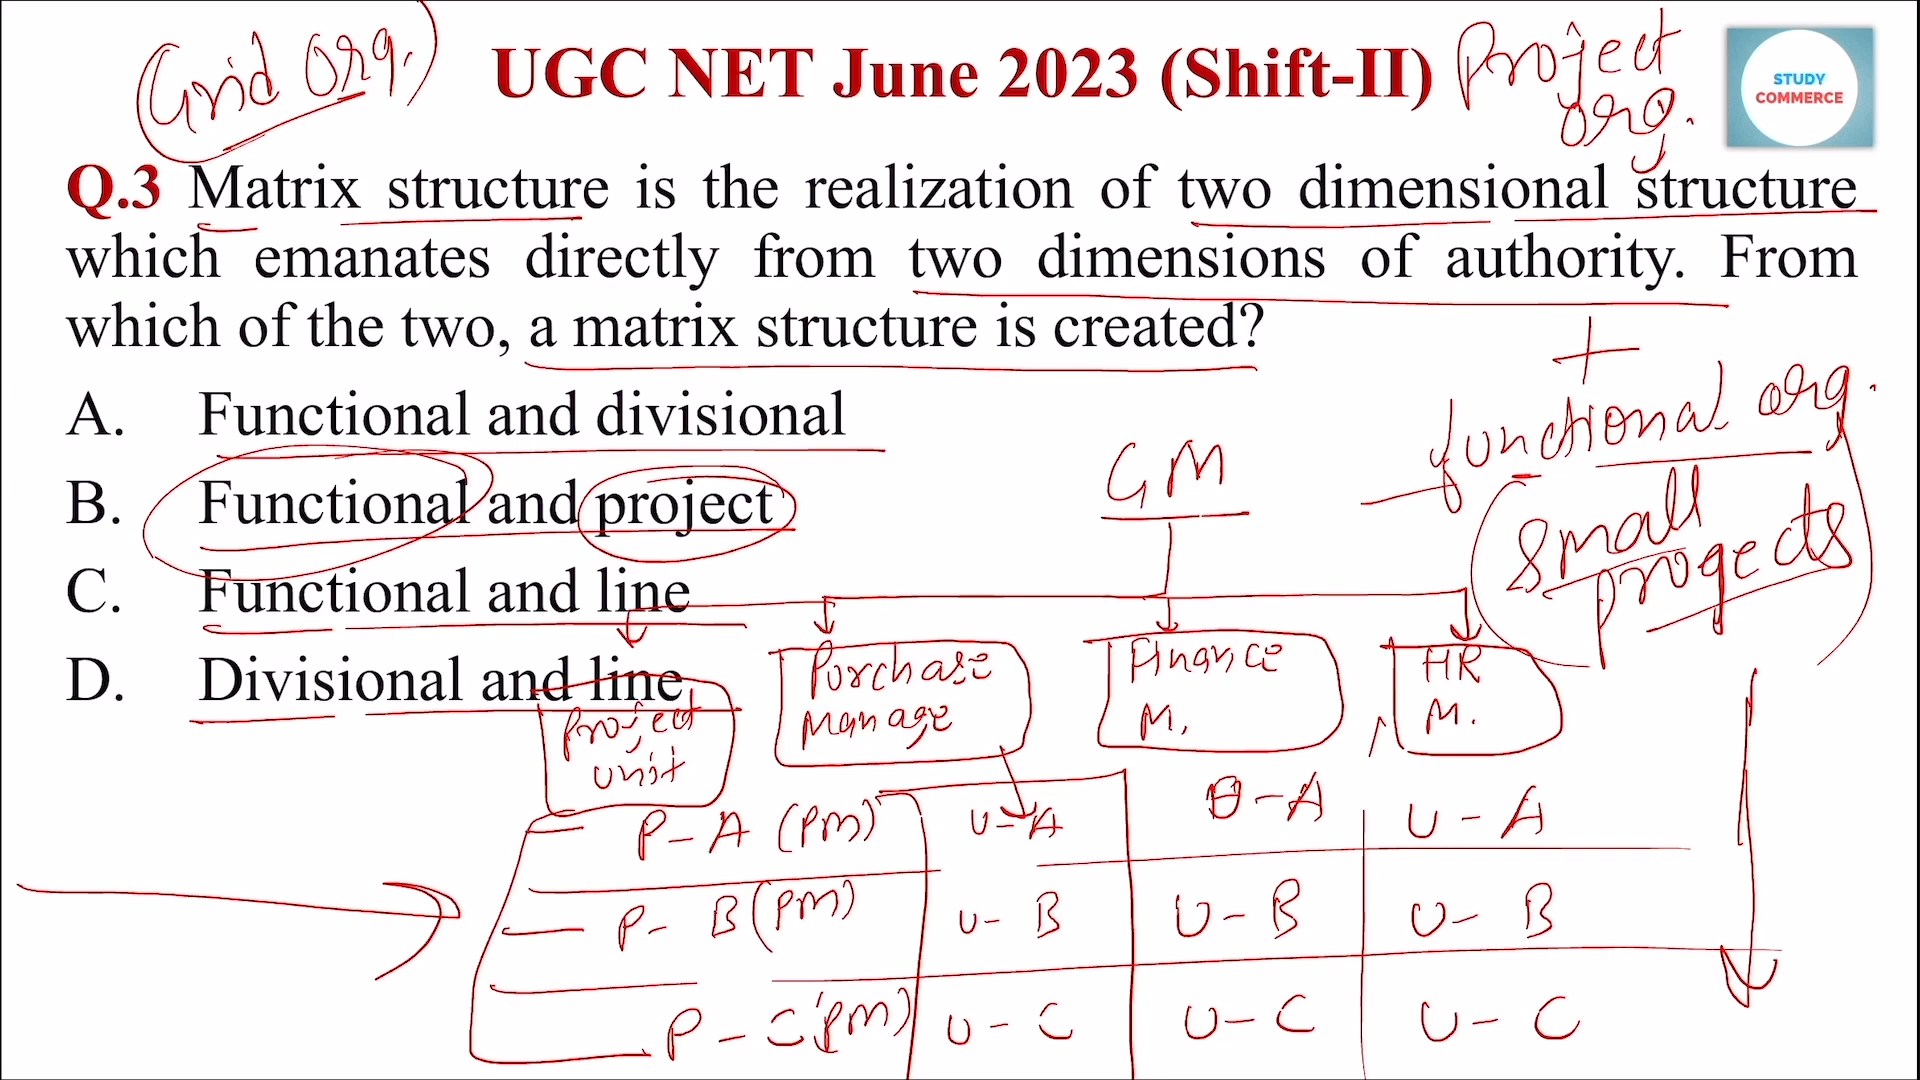 (Grid Org.)
UGC NET June 2023 (Shift-II)
Project
org.
STUDY
COMMERCE
Q.3 Matrix structure is the realization of two dimensional structure
which emanates directly from two dimensions of authority. From
which of the two, a matrix structure is created?
+
functional org.
small
progects
A. Functional and divisional
B. Functional and project
C. Functional and line
D. Divisional and line
GM
Project
unit
Purchase
Manage
Finance
M.
HR
M.
P-A (PM) U-A U-A U-A
P-B (PM) U-B U-B U-B
P-C (PM) U-C U-C U-C